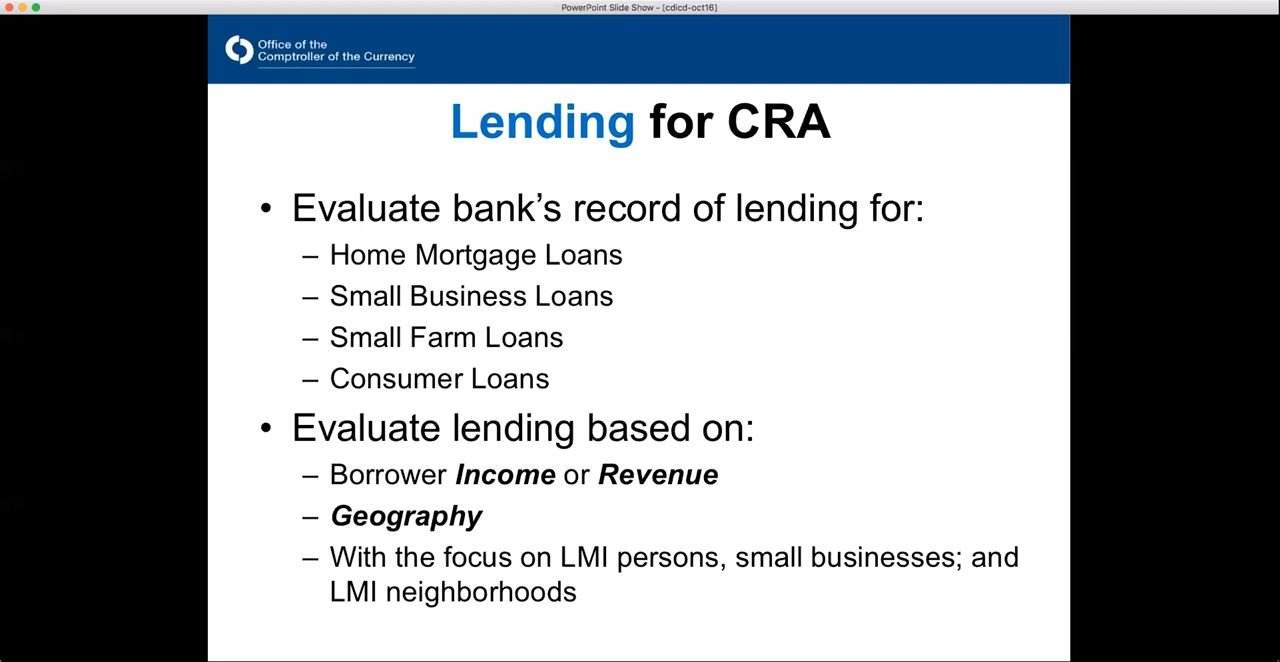 PowerPoint Slide Show - [cdicd-oct16]
Office of the
Comptroller of the Currency
Lending for CRA
• Evaluate bank’s record of lending for:
– Home Mortgage Loans
– Small Business Loans
– Small Farm Loans
– Consumer Loans
• Evaluate lending based on:
– Borrower Income or Revenue
– Geography
– With the focus on LMI persons, small businesses; and
LMI neighborhoods